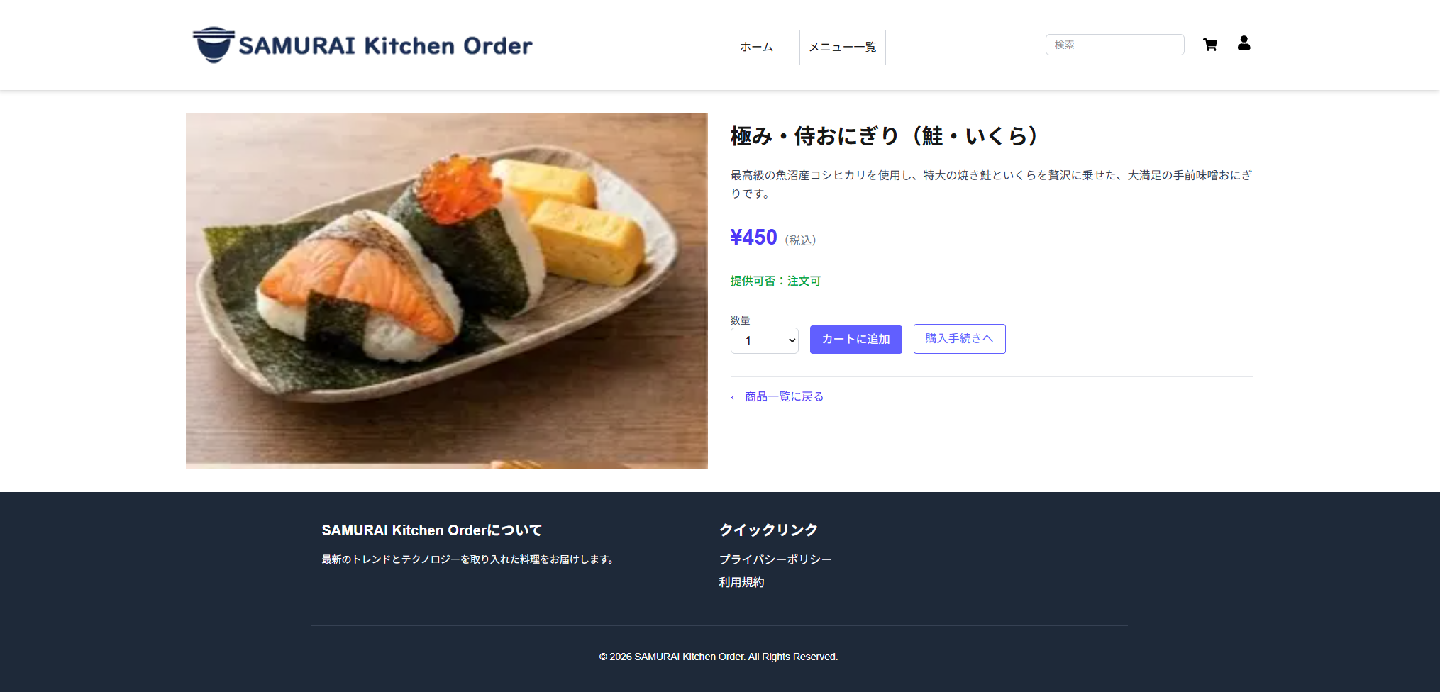 SAMURAI Kitchen Order
ホーム
メニュー一覧
検索
極み・侍おにぎり（鮭・いくら）
最高級の魚沼産コシヒカリを使用し、特大の焼き鮭といくらを贅沢に乗せた、大満足の手前味噌おにぎ
りです。
¥450 (税込)
提供可否：注文可
数量
1
カートに追加
購入手続きへ
← 商品一覧に戻る
SAMURAI Kitchen Orderについて
最新のトレンドとテクノロジーを取り入れた料理をお届けします。
クイックリンク
プライバシーポリシー
利用規約
© 2026 SAMURAI Kitchen Order. All Rights Reserved.